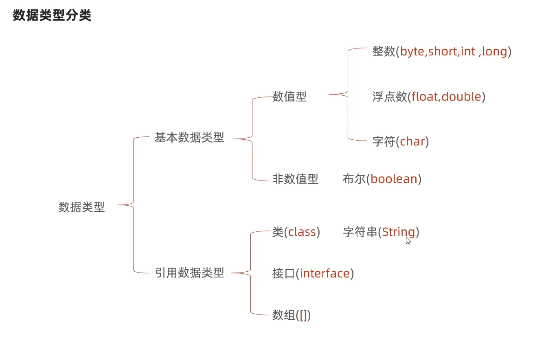 数据类型分类
数据类型
基本数据类型
数值型
整数(byte,short,int ,long)
浮点数(float,double)
字符(char)
非数值型 布尔(boolean)
引用数据类型
类(class) 字符串(String)
接口(interface)
数组([])